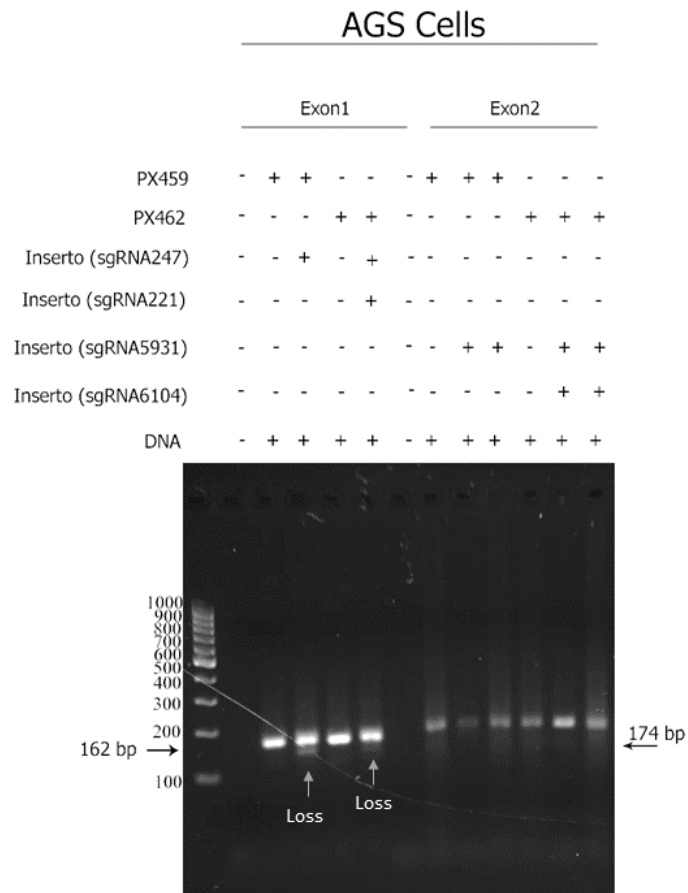 AGS Cells
Exon1 Exon2
PX459 - + + - - - + + + - - -
PX462 - - - + + - - - - + + +
Inserto (sgRNA247) - - + - + - - - - - - -
Inserto (sgRNA221) - - - - + - - - - - - -
Inserto (sgRNA5931) - - - - - - - + + - + +
Inserto (sgRNA6104) - - - - - - - - - - + +
DNA - + + + + - + + + + + +
1000
900
800
700
600
500
400
300
200
162 bp 174 bp
100
Loss Loss